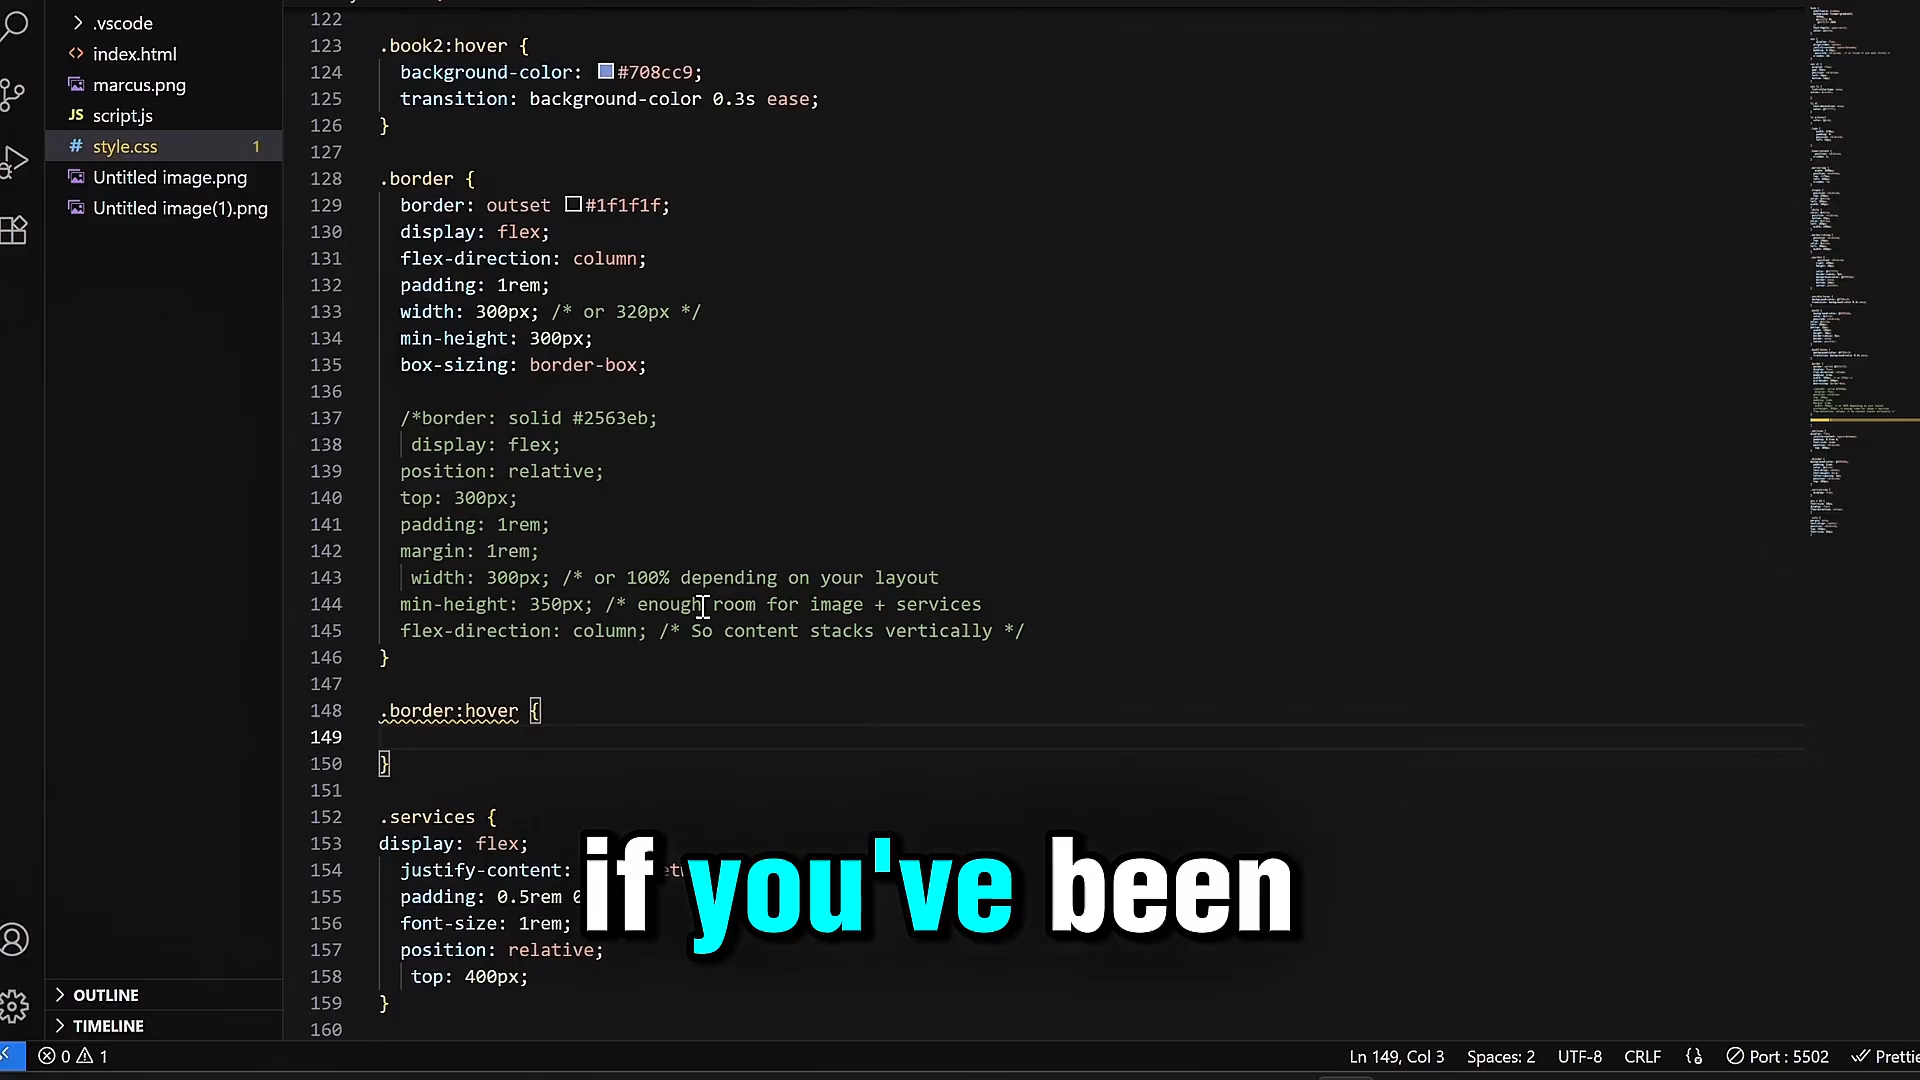 .vscode
index.html
marcus.png
JS script.js
# style.css 1
Untitled image.png
Untitled image(1).png
OUTLINE
TIMELINE
122
123 .book2:hover {
124 background-color: #708cc9;
125 transition: background-color 0.3s ease;
126 }
127
128 .border {
129 border: outset #1f1f1f;
130 display: flex;
131 flex-direction: column;
132 padding: 1rem;
133 width: 300px; /* or 320px */
134 min-height: 300px;
135 box-sizing: border-box;
136
137 /*border: solid #2563eb;
138 display: flex;
139 position: relative;
140 top: 300px;
141 padding: 1rem;
142 margin: 1rem;
143 width: 300px; /* or 100% depending on your layout
144 min-height: 350px; /* enough room for image + services
145 flex-direction: column; /* So content stacks vertically */
146 }
147
148 .border:hover {
149
150 }
151
152 .services {
153 display: flex;
154 justify-content:
155 padding: 0.5rem
156 font-size: 1rem;
157 position: relative;
158 top: 400px;
159 }
160
if you've been
0 1 Ln 149, Col 3 Spaces: 2 UTF-8 CRLF {} Port : 5502 Prettie